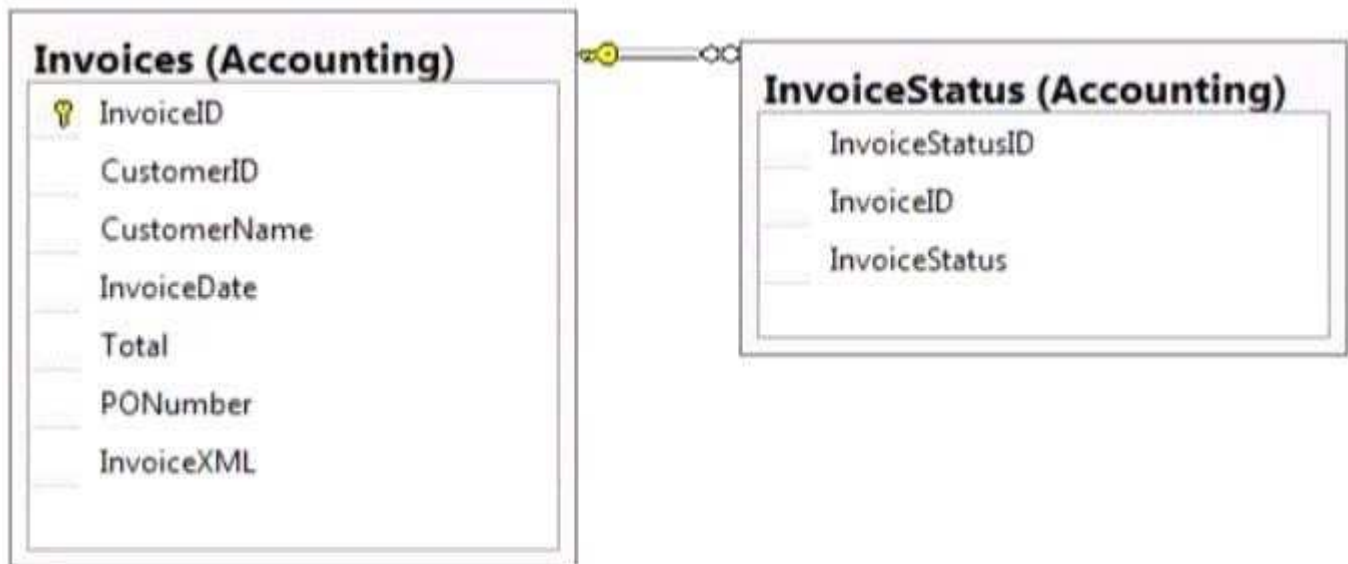 Invoices (Accounting)
InvoiceID
CustomerID
CustomerName
InvoiceDate
Total
PONumber
InvoiceXML
InvoiceStatus (Accounting)
InvoiceStatusID
InvoiceID
InvoiceStatus